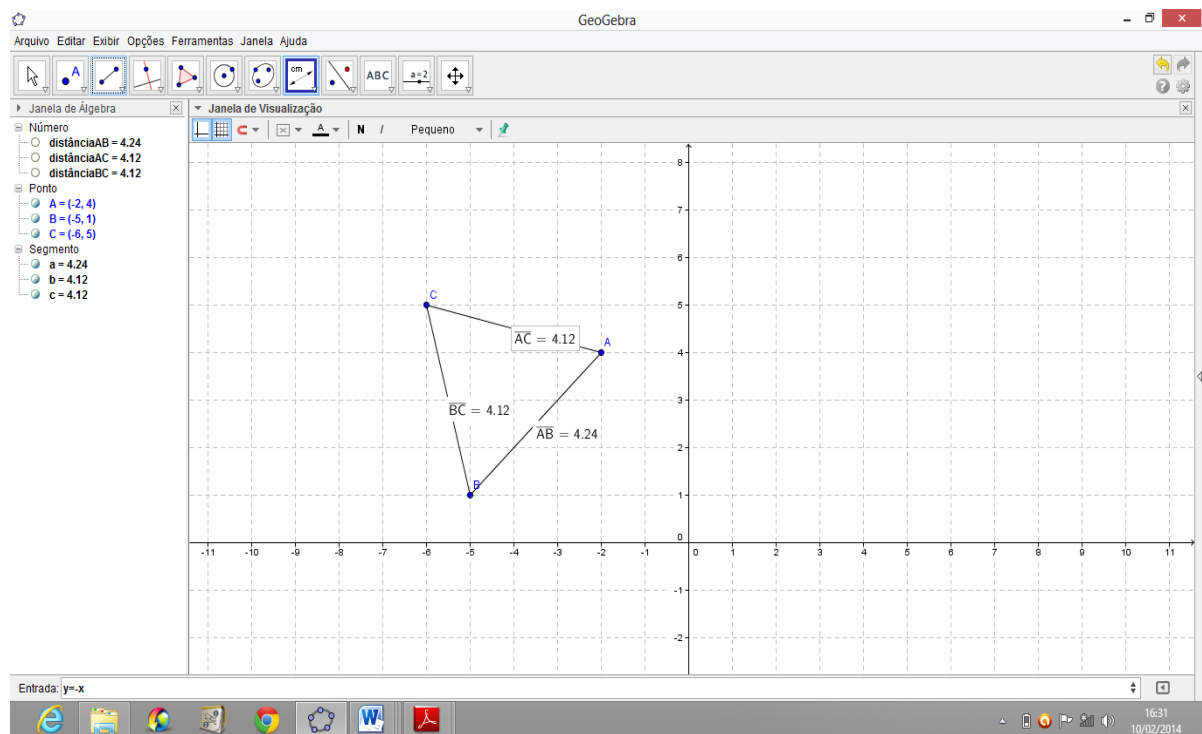 GeoGebra
Arquivo Editar Exibir Opções Ferramentas Janela Ajuda
A cm ABC a=2
Janela de Álgebra
Janela de Visualização
A N I Pequeno
Número
distânciaAB = 4.24
distânciaAC = 4.12
distânciaBC = 4.12
Ponto
A = (-2, 4)
B = (-5, 1)
C = (-6, 5)
Segmento
a = 4.24
b = 4.12
c = 4.12
8
7
6
5
4
3
2
1
0
C
A
AC = 4.12
BC = 4.12
AB = 4.24
B
-11 -10 -9 -8 -7 -6 -5 -4 -3 -2 -1 0 1 2 3 4 5 6 7 8 9 10 11
-1
-2
Entrada: y=-x
W
16:31
10/02/2014